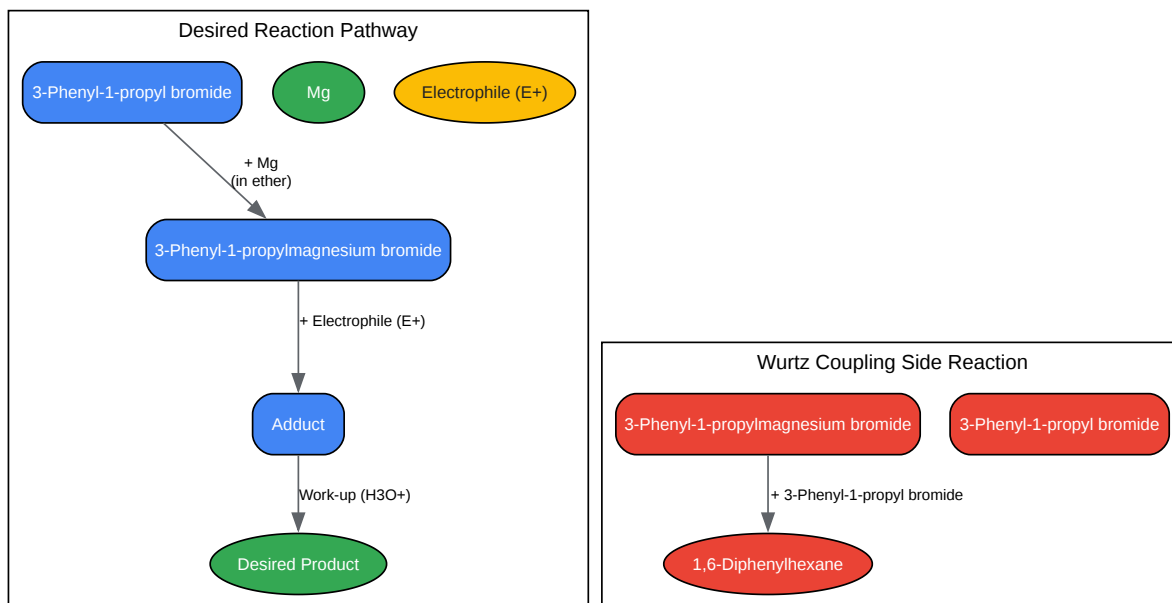 Desired Reaction Pathway
3-Phenyl-1-propyl bromide
Mg
Electrophile (E+)
+ Mg
(in ether)
3-Phenyl-1-propylmagnesium bromide
+ Electrophile (E+)
Adduct
Work-up (H3O+)
Desired Product
Wurtz Coupling Side Reaction
3-Phenyl-1-propylmagnesium bromide
3-Phenyl-1-propyl bromide
+ 3-Phenyl-1-propyl bromide
1,6-Diphenylhexane